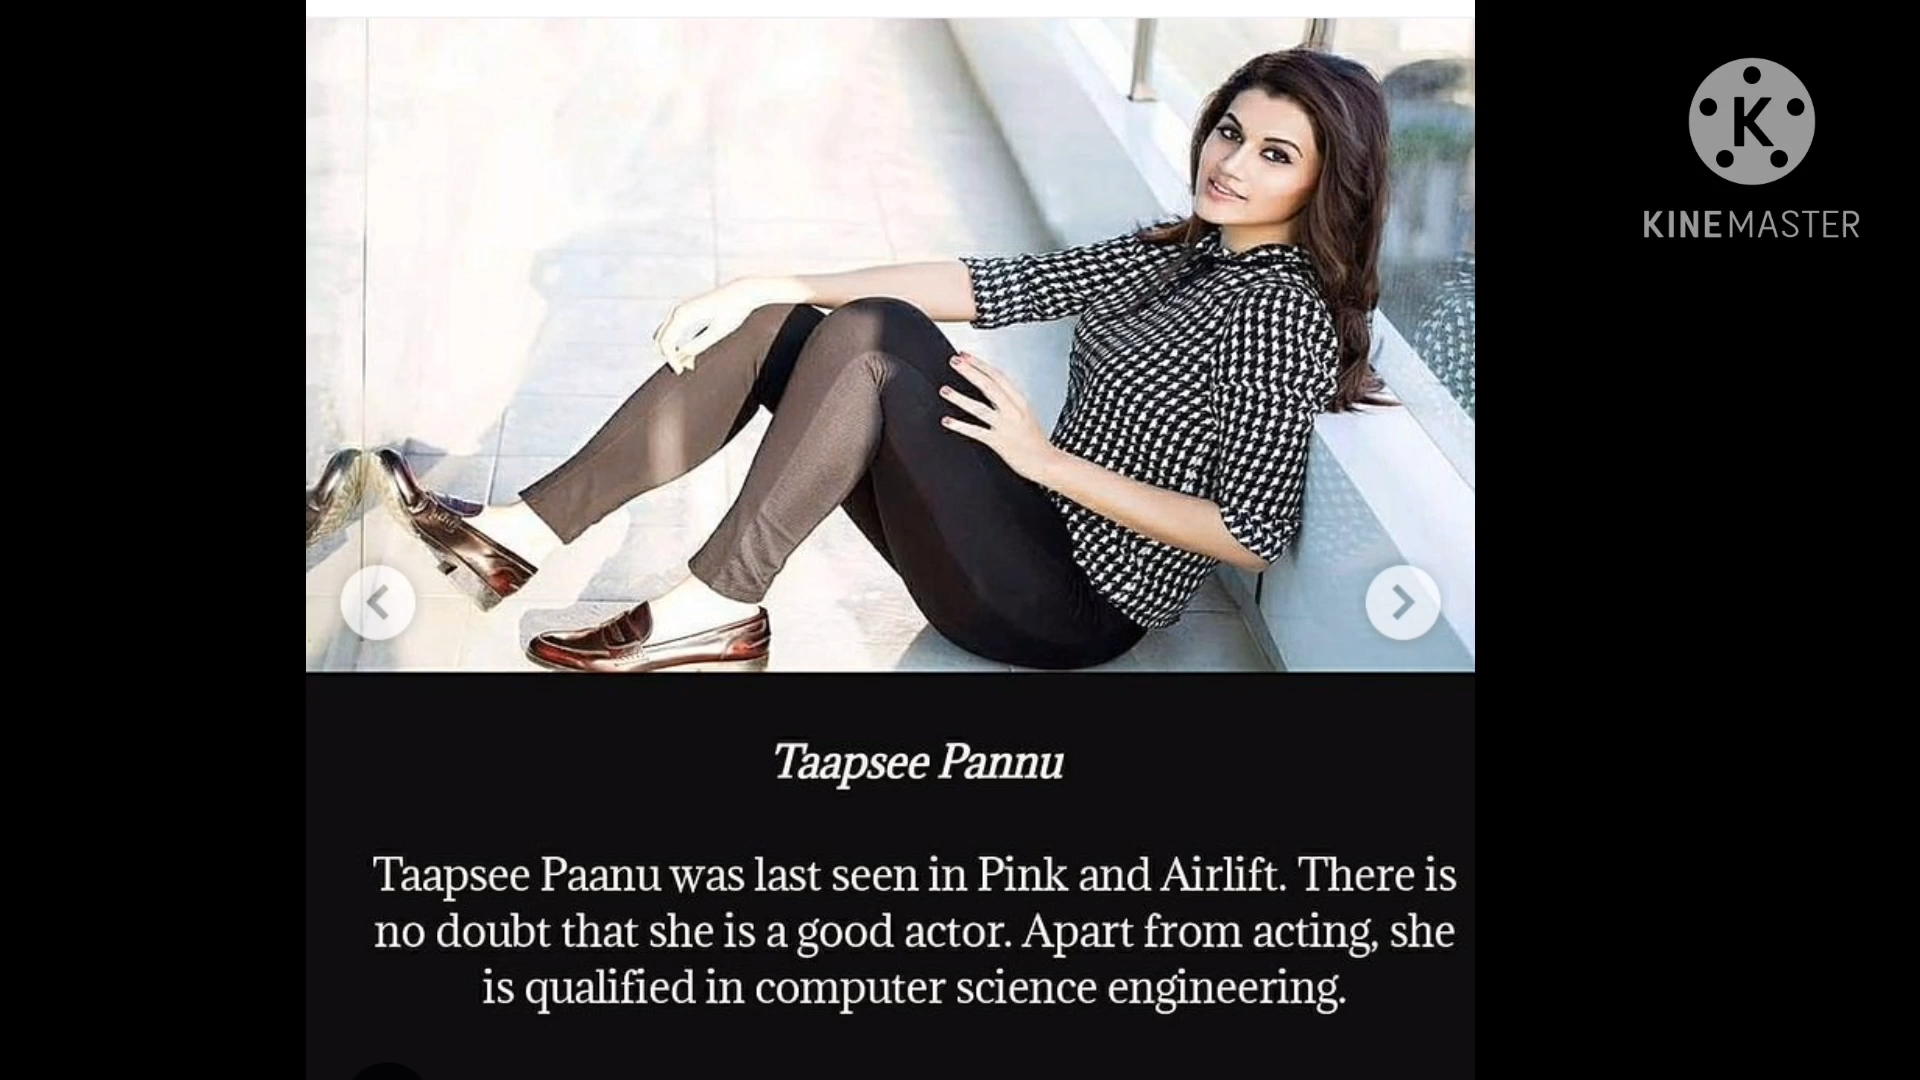 K
KINEMASTER
Taapsee Pannu
Taapsee Paanu was last seen in Pink and Airlift. There is
no doubt that she is a good actor. Apart from acting, she
is qualified in computer science engineering.